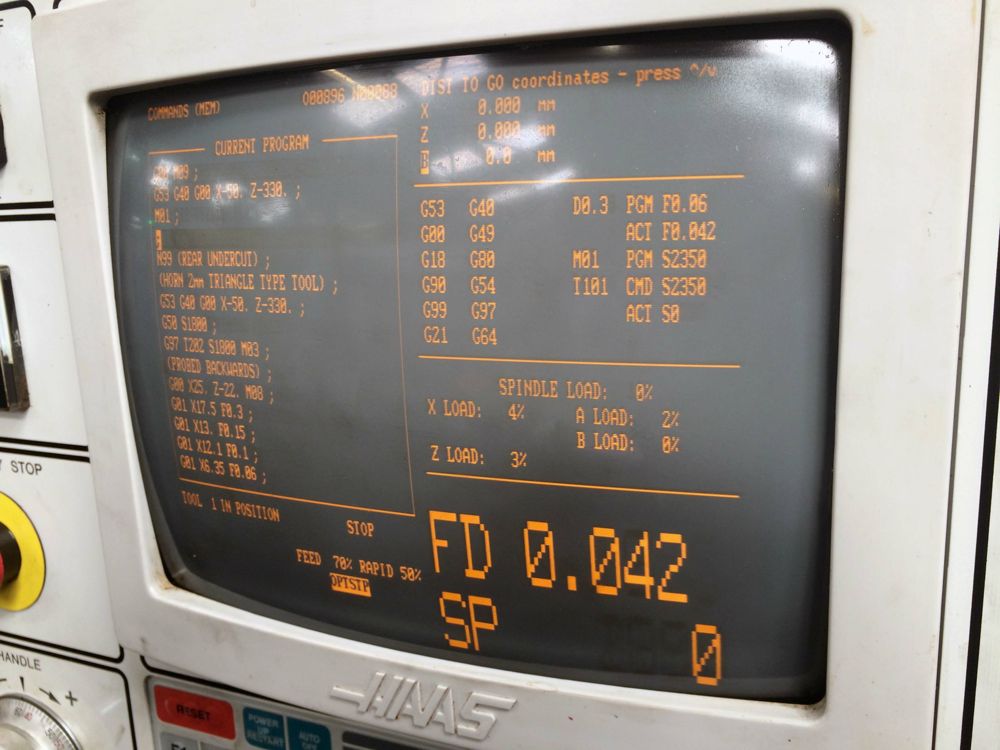 COMMANDS (MEM)
O00896 N00088
CURRENT PROGRAM
G00 M09 ;
G53 G40 G00 X-50. Z-330. ;
M01 ;
N99 (REAR UNDERCUT) ;
(HORN 2mm TRIANGLE TYPE TOOL) ;
G53 G40 G00 X-50. Z-330. ;
G50 S1800 ;
G97 T202 S1800 M03 ;
(PROBED BACKWARDS) ;
G00 X25. Z-22. M08 ;
G01 X17.5 F0.3 ;
G01 X13. F0.15 ;
G01 X12.1 F0.1 ;
G01 X6.35 F0.06 ;
TOOL 1 IN POSITION
STOP
FEED 70% RAPID 50%
OPTSTP
DIST TO GO coordinates - press ^/v
X 0.000 mm
Z 0.000 mm
B 0.0 mm
G53 G40 D0.3 PGM F0.06
G00 G49 ACT F0.042
G18 G80 M01 PGM S2350
G90 G54 T101 CMD S2350
G99 G97 ACT S0
G21 G64
SPINDLE LOAD: 0%
X LOAD: 4% A LOAD: 2%
B LOAD: 0%
Z LOAD: 3%
FD 0.042
SP 0
HAAS
STOP
HANDLE
+
RESET
POWER UP
RESTART
AUTO